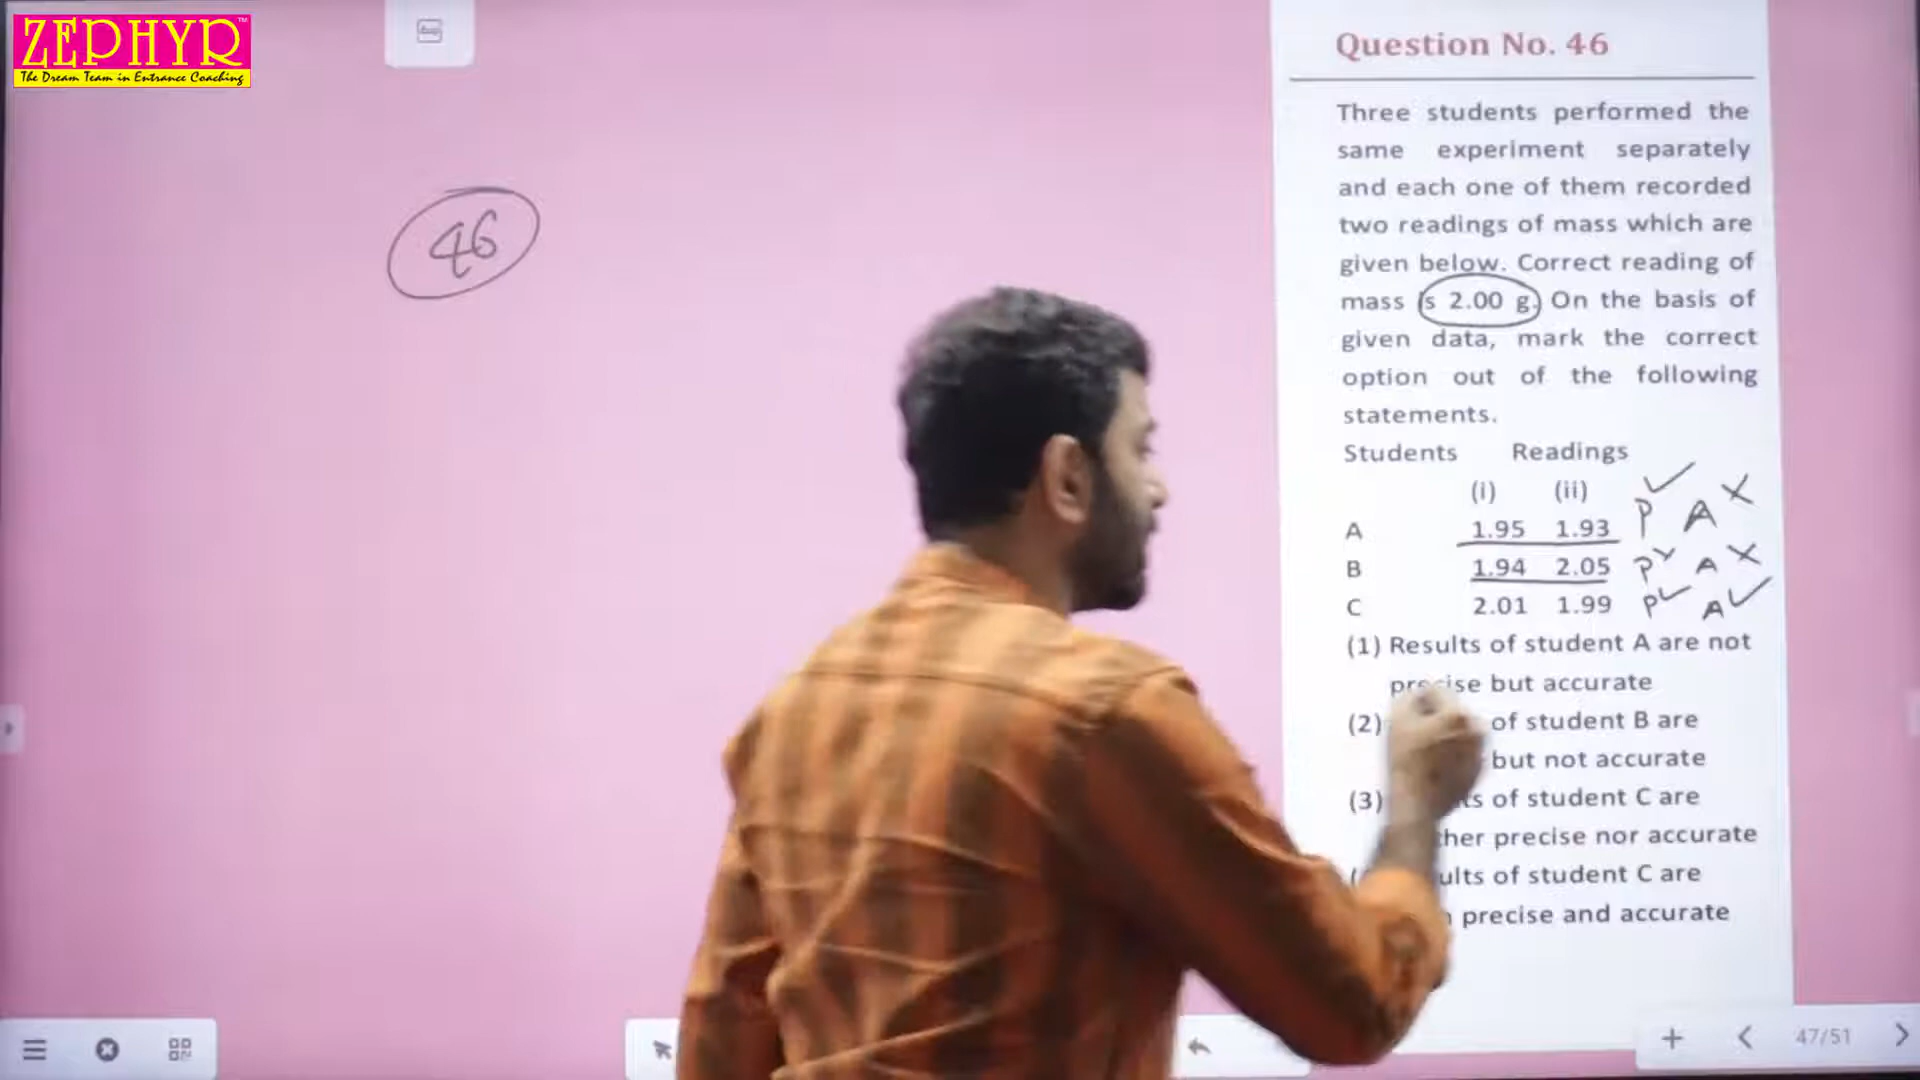 ZEPHYR™
The Dream Team in Entrance Coaching
46
Question No. 46
Three students performed the
same experiment separately
and each one of them recorded
two readings of mass which are
given below. Correct reading of
mass is 2.00 g. On the basis of
given data, mark the correct
option out of the following
statements.
Students Readings
(i) (ii)
A 1.95 1.93 P ✓ A ✗
B 1.94 2.05 P A ✗
C 2.01 1.99 P ✓ A ✓
(1) Results of student A are not
precise but accurate
(2) of student B are
but not accurate
(3) of student C are
precise nor accurate
of student C are
precise and accurate
47/51